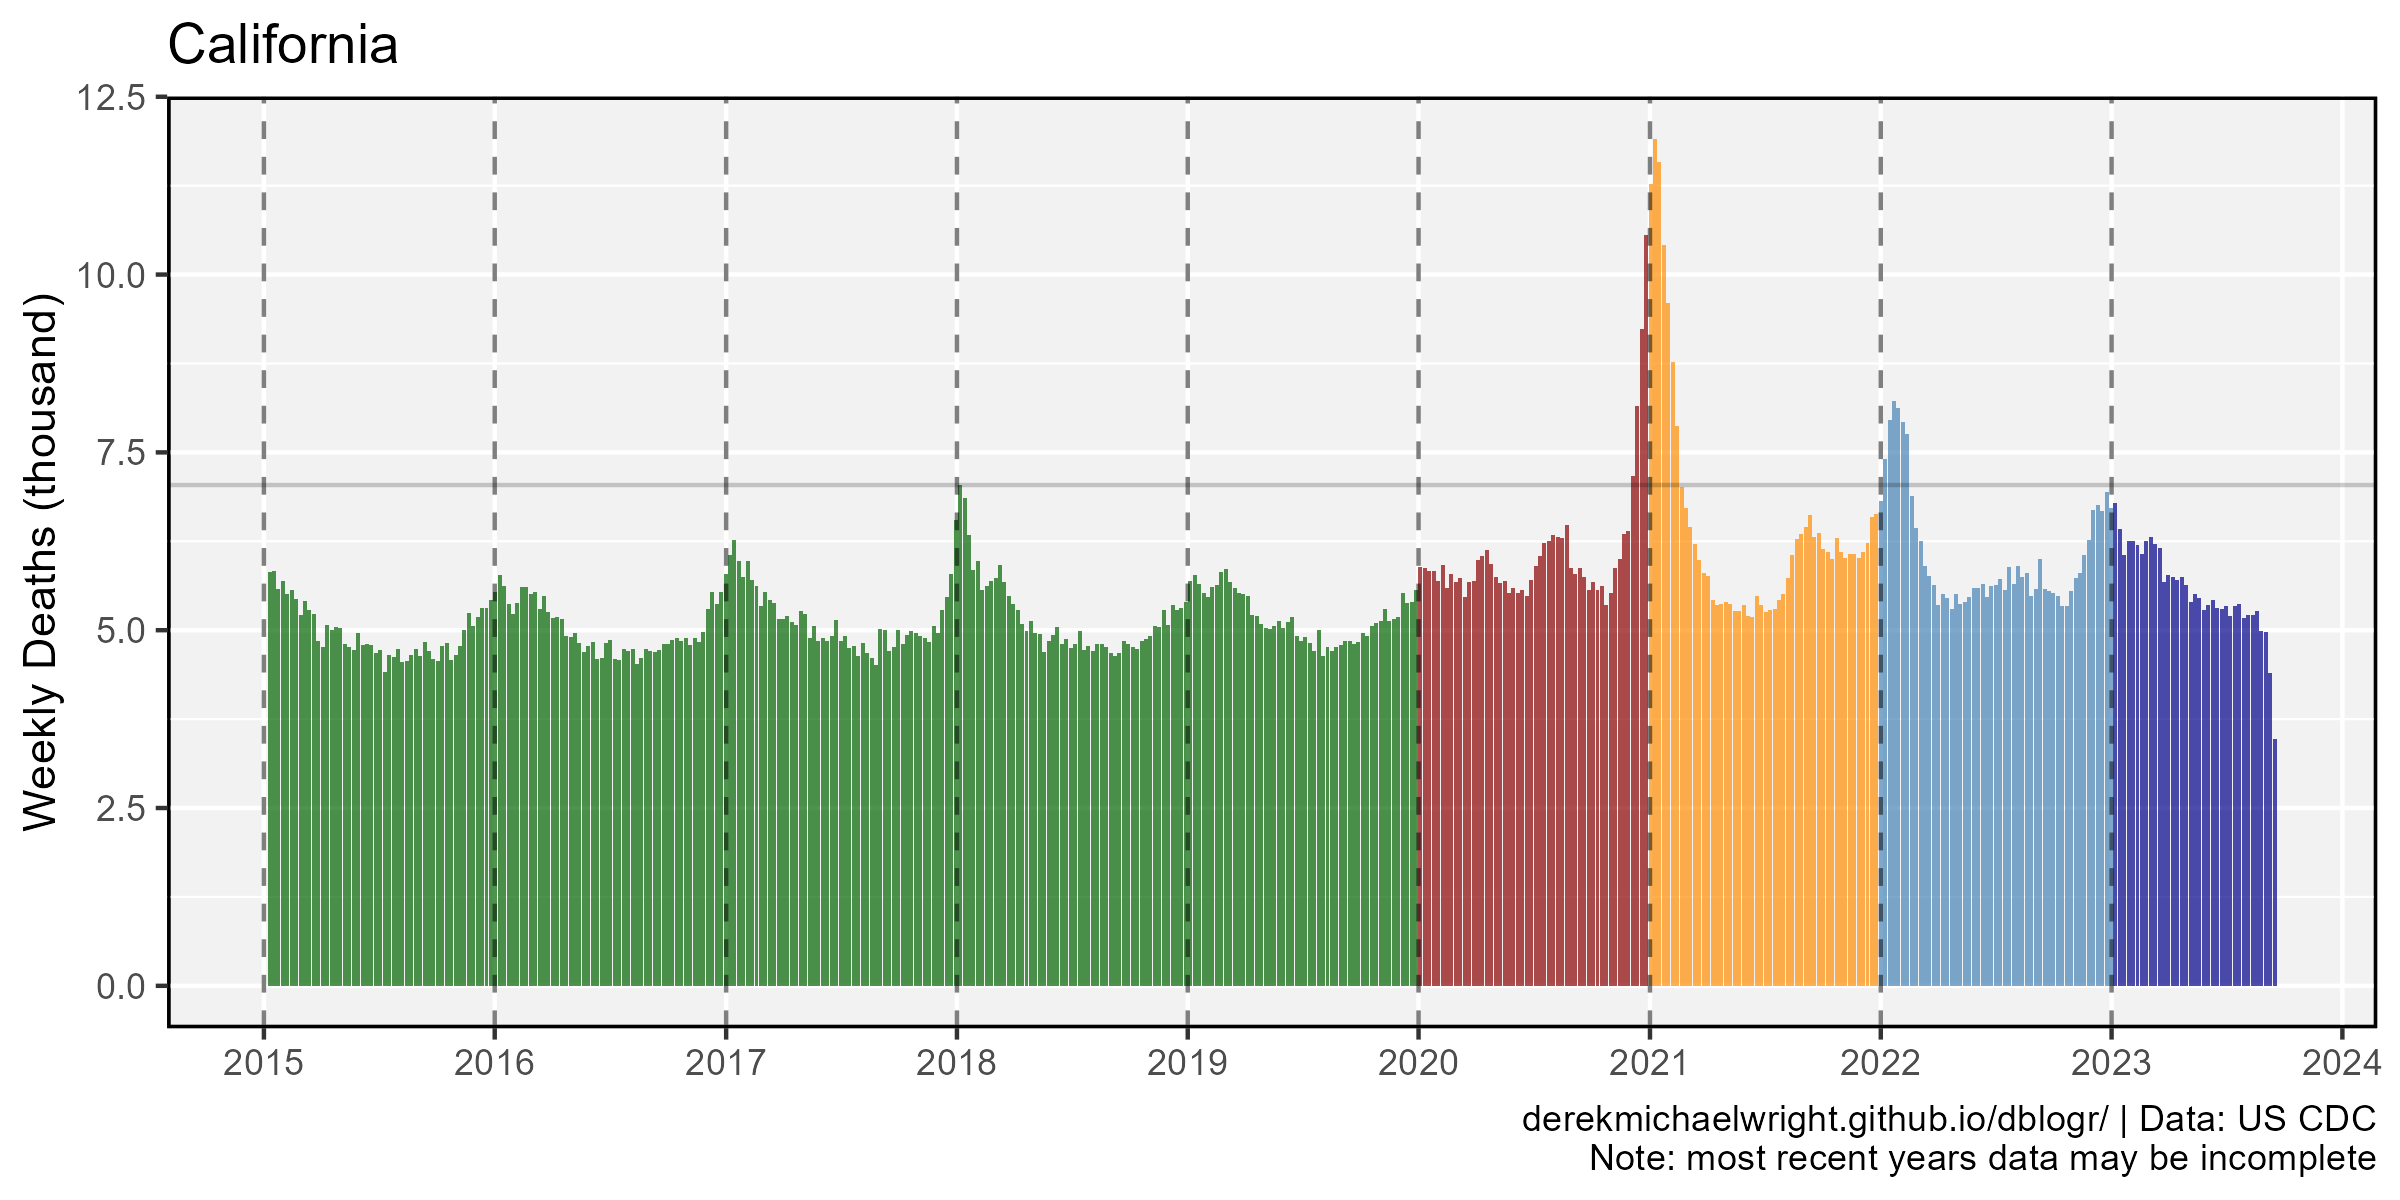 California
Weekly Deaths (thousand)
12.5
10.0
7.5
5.0
2.5
0.0
2015 2016 2017 2018 2019 2020 2021 2022 2023 2024
derekmichaelwright.github.io/dblogr/ | Data: US CDC
Note: most recent years data may be incomplete